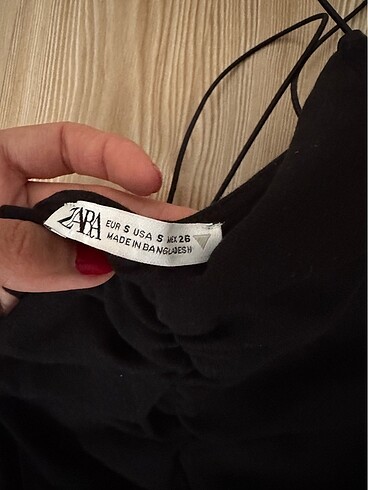 ZARA
EUR S USA S MEX 26
MADE IN BANGLADESH